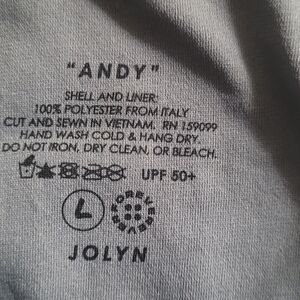 "ANDY"
SHELL AND LINER:
100% POLYESTER FROM ITALY
CUT AND SEWN IN VIETNAM. RN 159099
HAND WASH COLD & HANG DRY.
DO NOT IRON, DRY CLEAN, OR BLEACH.
UPF 50+
L
FOREVEREVER
JOLYN